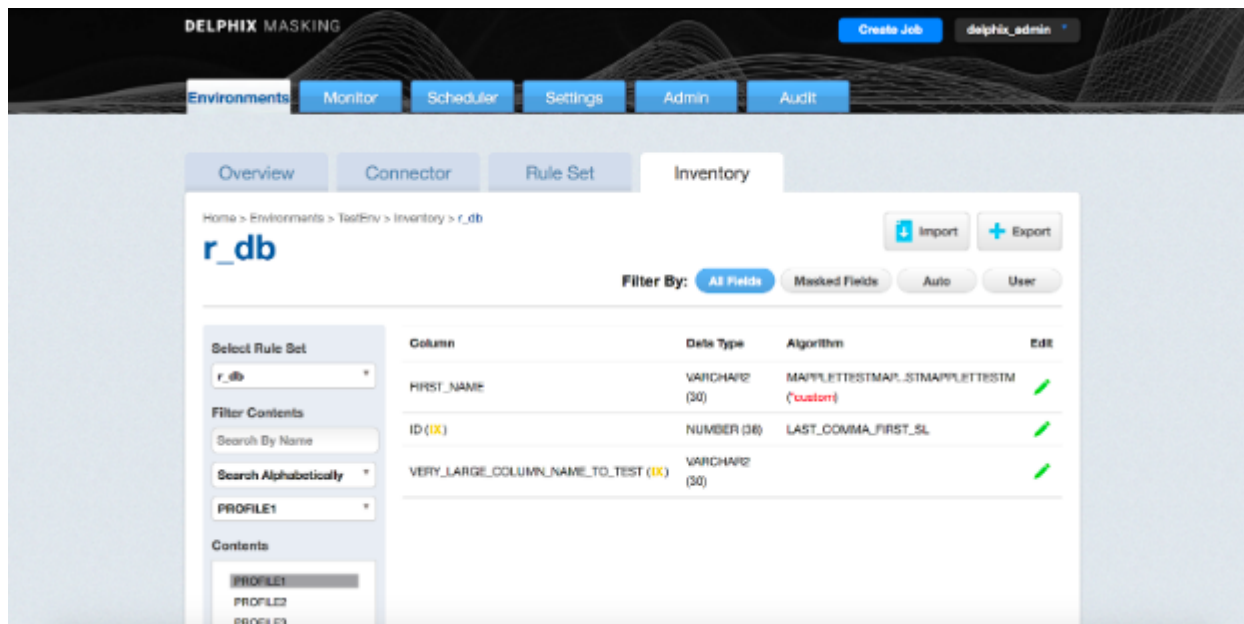 DELPHIX MASKING
Create Job
delphix_admin
Environments
Monitor
Scheduler
Settings
Admin
Audit
Overview
Connector
Rule Set
Inventory
Home > Environments > TestEnv > Inventory > r_db
r_db
Import
Export
Filter By:
All Fields
Masked Fields
Auto
User
Select Rule Set
r_db
Filter Contents
Search By Name
Search Alphabetically
PROFILE1
Contents
PROFILE1
PROFILE2
PROFILE3
Column
Data Type
Algorithm
Edit
FIRST_NAME
VARCHAR2
(30)
MAPPLETTESTMAP...STMAPPLETTESTM
(*custom)
ID (IX)
NUMBER (38)
LAST_COMMA_FIRST_SL
VERY_LARGE_COLUMN_NAME_TO_TEST (IX)
VARCHAR2
(30)